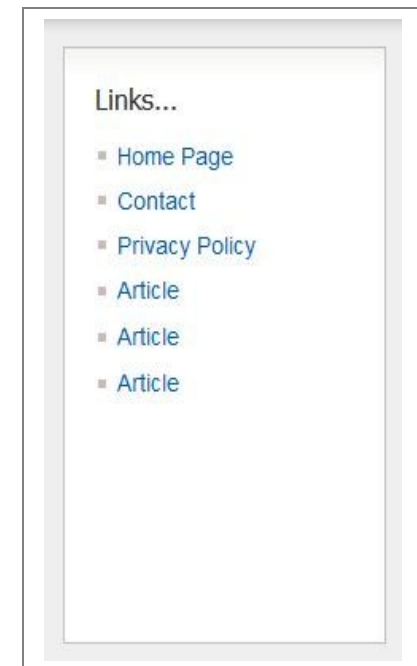 Links...
Home Page
Contact
Privacy Policy
Article
Article
Article